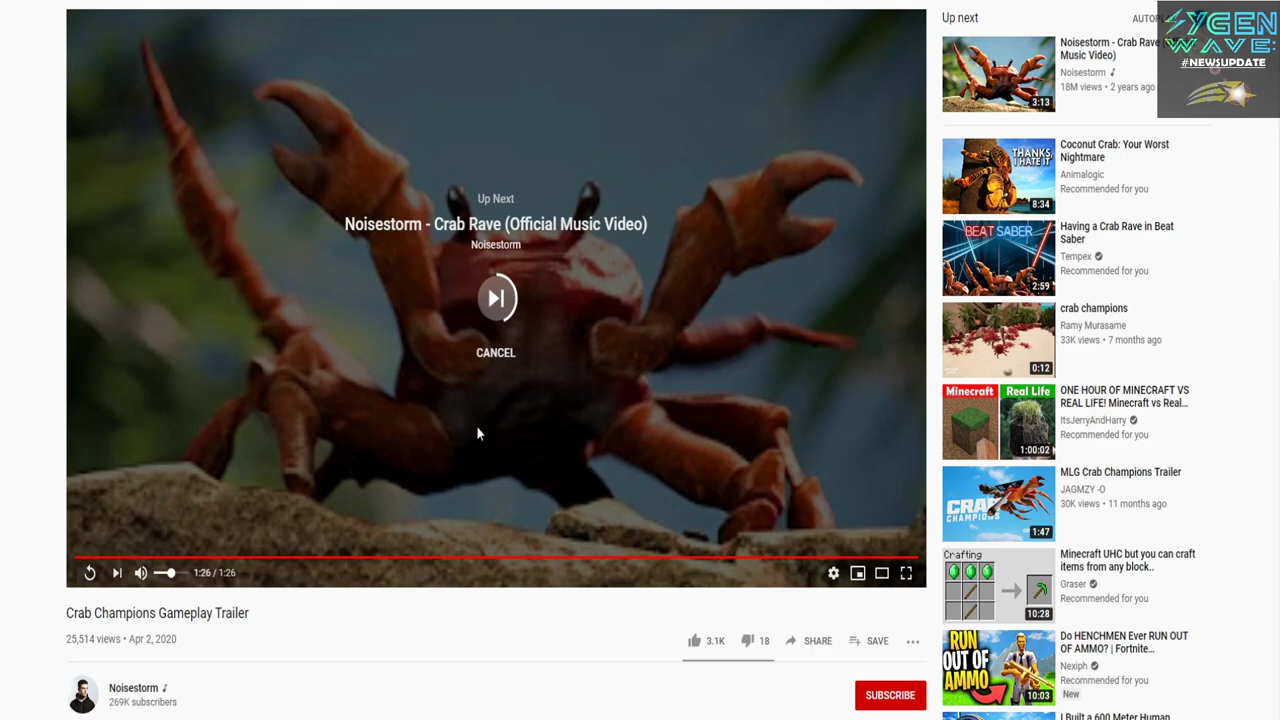 Up Next
Noisestorm - Crab Rave (Official Music Video)
Noisestorm
CANCEL
1:26 / 1:26
Crab Champions Gameplay Trailer
25,514 views • Apr 2, 2020
3.1K
18
SHARE
SAVE
Noisestorm
269K subscribers
SUBSCRIBE
Up next
YGEN
WAVE:
#NEWSUPDATE
Noisestorm - Crab Rave
Music Video)
Noisestorm
18M views • 2 years ago
3:13
Coconut Crab: Your Worst
Nightmare
Animalogic
Recommended for you
THANKS
I HATE IT
8:34
Having a Crab Rave in Beat
Saber
Tempex
Recommended for you
BEAT SABER
2:59
crab champions
Ramy Murasame
33K views • 7 months ago
0:12
ONE HOUR OF MINECRAFT VS
REAL LIFE! Minecraft vs Real...
ItsJerryAndHarry
Recommended for you
Minecraft
Real Life
1:00:02
MLG Crab Champions Trailer
JAGMZY -O
30K views • 11 months ago
CRAB
CHAMPIONS
1:47
Minecraft UHC but you can craft
items from any block..
Graser
Recommended for you
Crafting
10:28
Do HENCHMEN Ever RUN OUT
OF AMMO? | Fortnite...
Nexiph
Recommended for you
New
RUN
OUT OF
AMMO
10:03
I Built a 600 Meter Human